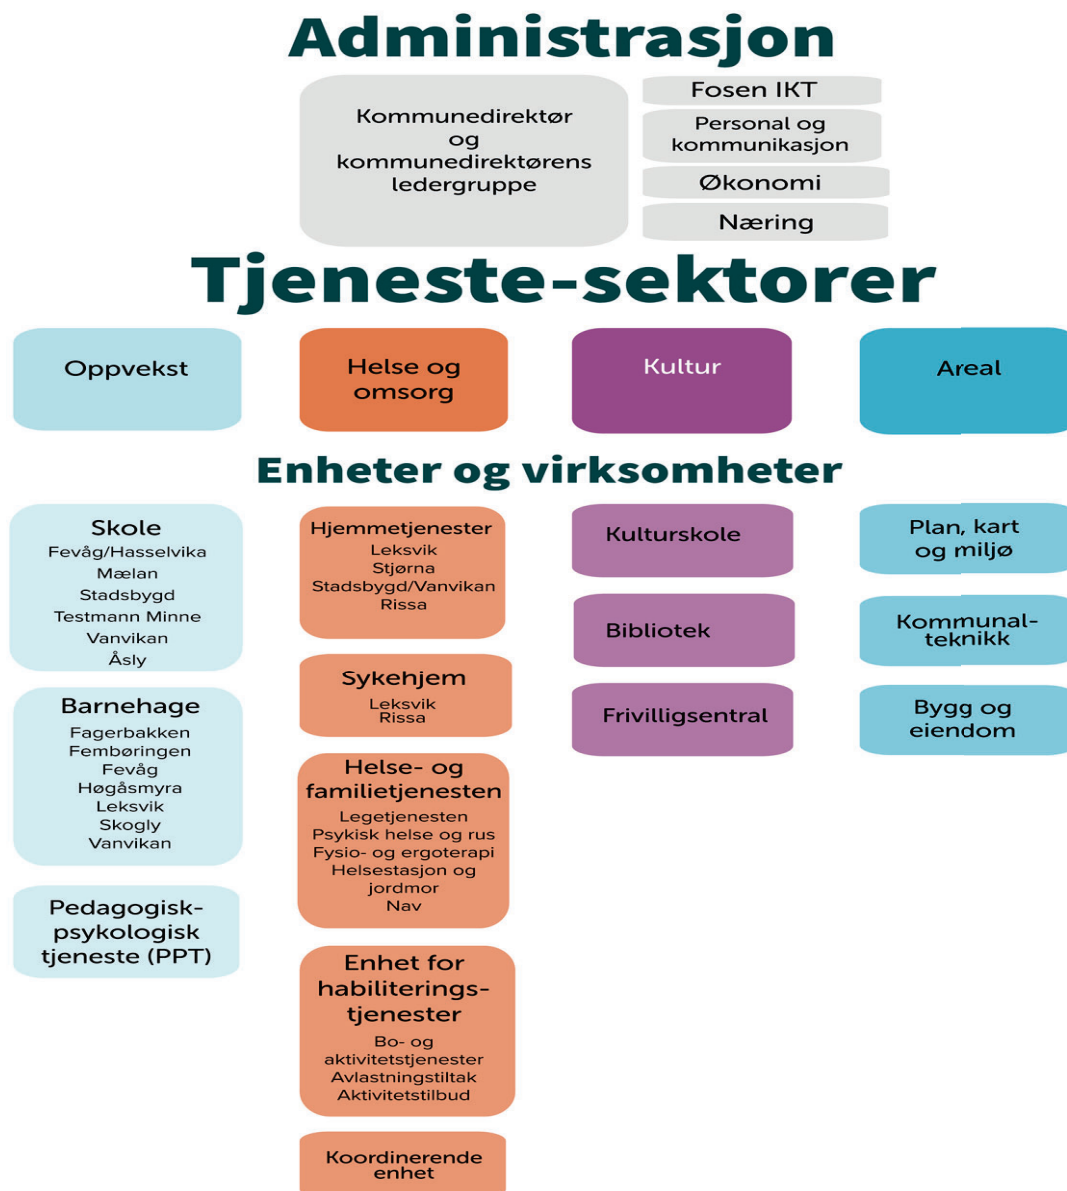 Administrasjon
Kommunedirektør
og
kommunedirektørens
ledergruppe
Fosen IKT
Personal og
kommunikasjon
Økonomi
Næring
Tjeneste-sektorer
Oppvekst
Helse og
omsorg
Kultur
Areal
Enheter og virksomheter
Skole
Fevåg/Hasselvika
Mælan
Stadsbygd
Testmann Minne
Vanvikan
Åsly
Barnehage
Fagerbakken
Fembøringen
Fevåg
Høgåsmyra
Leksvik
Skogly
Vanvikan
Pedagogisk-
psykologisk
tjeneste (PPT)
Hjemmetjenester
Leksvik
Stjørna
Stadsbygd/Vanvikan
Rissa
Sykehjem
Leksvik
Rissa
Helse- og
familietjenesten
Legetjenesten
Psykisk helse og rus
Fysio- og ergoterapi
Helsestasjon og
jordmor
Nav
Enhet for
habiliterings-
tjenester
Bo- og
aktivitetstjenester
Avlastningstiltak
Aktivitetstilbud
Koordinerende
enhet
Kulturskole
Bibliotek
Frivilligsentral
Plan, kart
og miljø
Kommunal-
teknikk
Bygg og
eiendom